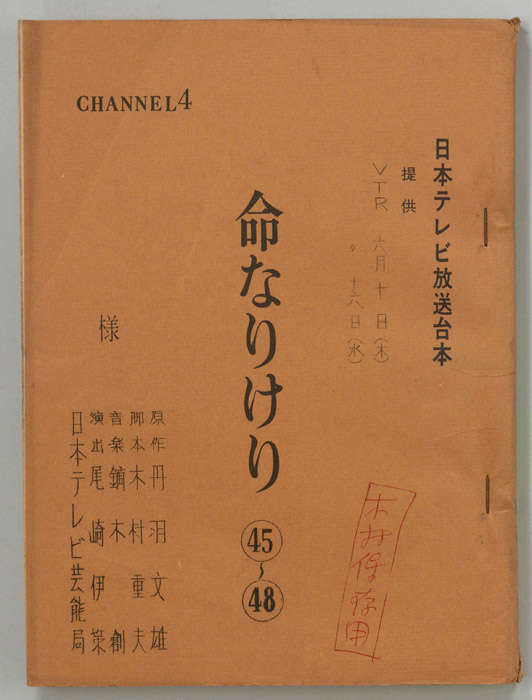 日本テレビ放送台本
提供
VTR 六月十日（木）
〃 十六日（水）
命なりけり
45〜48
CHANNEL4
様
原作 丹羽文雄
脚本 木村重夫
音楽 鏑木創
演出 尾崎伊策
日本テレビ芸能局
保存用